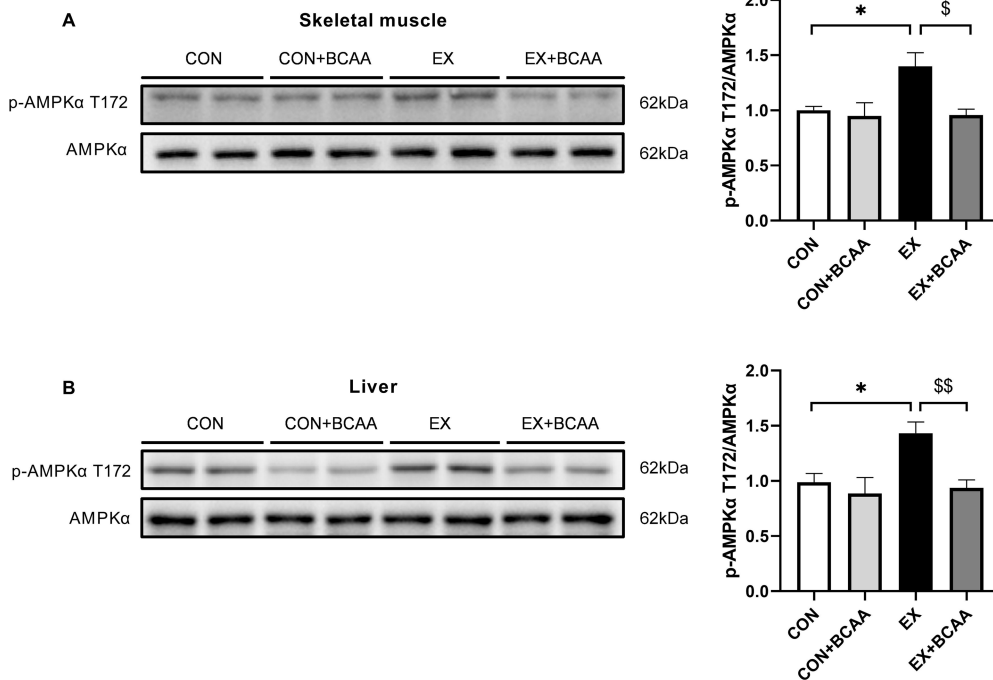 A
Skeletal muscle
CON CON+BCAA EX EX+BCAA
p-AMPKα T172 62kDa
AMPKα 62kDa
p-AMPKα T172/AMPKα
2.0
1.5
1.0
0.5
0.0
* $
CON CON+BCAA EX EX+BCAA
B
Liver
CON CON+BCAA EX EX+BCAA
p-AMPKα T172 62kDa
AMPKα 62kDa
p-AMPKα T172/AMPKα
2.0
1.5
1.0
0.5
0.0
* $$
CON CON+BCAA EX EX+BCAA